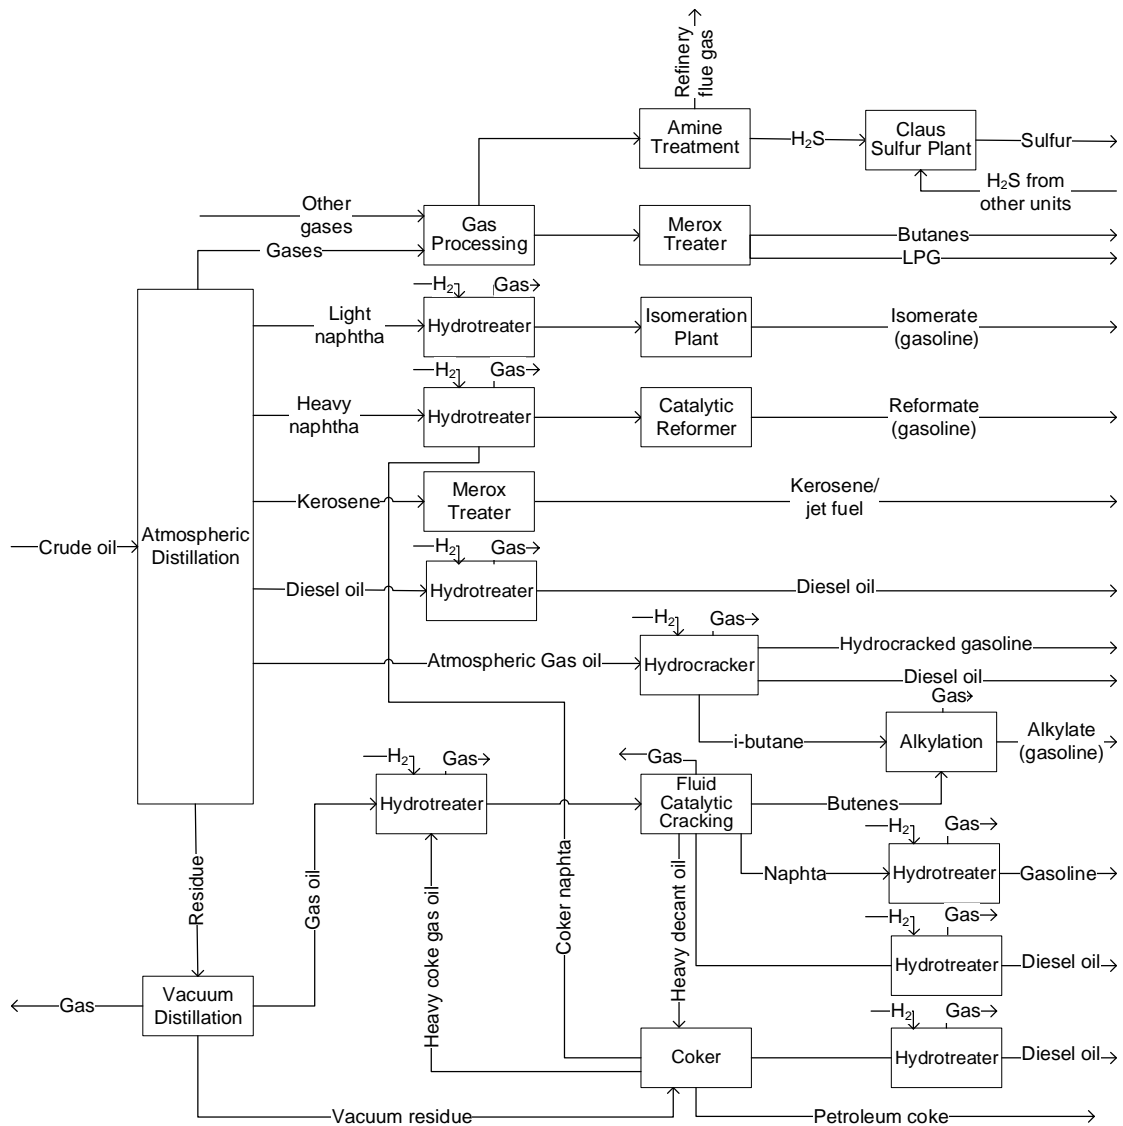 Refinery
flue gas
Amine
Treatment
H₂S
Claus
Sulfur Plant
Sulfur
H₂S from
other units
Other
gases
Gases
Gas
Processing
Merox
Treater
Butanes
LPG
H₂
Gas
Light
naphtha
Hydrotreater
Isomeration
Plant
Isomerate
(gasoline)
H₂
Gas
Heavy
naphtha
Hydrotreater
Catalytic
Reformer
Reformate
(gasoline)
Kerosene
Merox
Treater
Kerosene/
jet fuel
Crude oil
Atmospheric
Distillation
H₂
Gas
Diesel oil
Hydrotreater
Diesel oil
H₂
Gas
Atmospheric Gas oil
Hydrocracker
Hydrocracked gasoline
Diesel oil
Gas
i-butane
Alkylation
Alkylate
(gasoline)
H₂
Gas
Hydrotreater
Gas
Fluid
Catalytic
Cracking
Butenes
H₂
Gas
Naphta
Hydrotreater
Gasoline
Residue
Gas oil
Heavy coke gas oil
Coker naphta
Heavy decant oil
H₂
Gas
Hydrotreater
Diesel oil
Gas
Vacuum
Distillation
H₂
Gas
Coker
Hydrotreater
Diesel oil
Vacuum residue
Petroleum coke